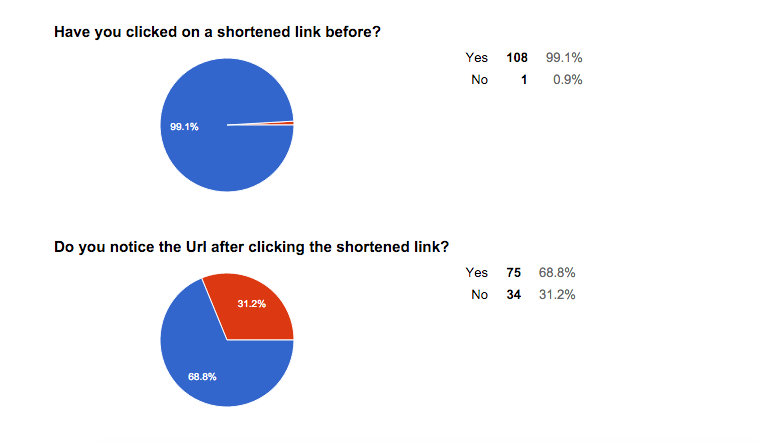 Have you clicked on a shortened link before?
Yes 108 99.1%
No 1 0.9%
99.1%
Do you notice the Url after clicking the shortened link?
Yes 75 68.8%
No 34 31.2%
31.2%
68.8%